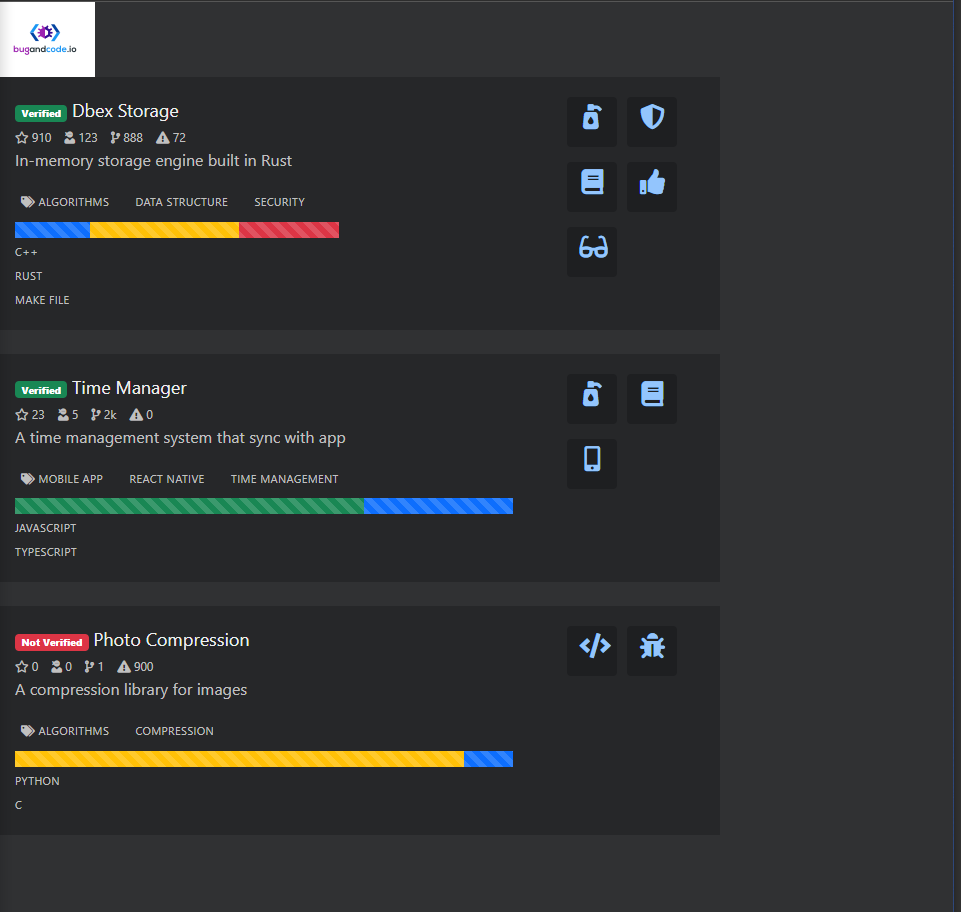 bugandcode.io
Verified Dbex Storage
910 123 888 72
In-memory storage engine built in Rust
ALGORITHMS DATA STRUCTURE SECURITY
C++
RUST
MAKE FILE
Verified Time Manager
23 5 2k 0
A time management system that sync with app
MOBILE APP REACT NATIVE TIME MANAGEMENT
JAVASCRIPT
TYPESCRIPT
Not Verified Photo Compression
0 0 1 900
A compression library for images
ALGORITHMS COMPRESSION
PYTHON
C